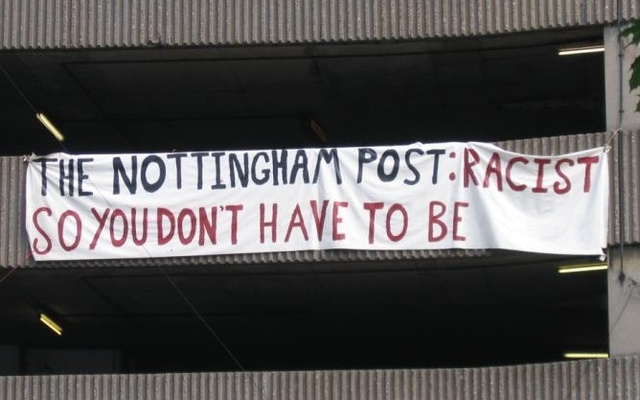 THE NOTTINGHAM POST: RACIST
SO YOU DON'T HAVE TO BE